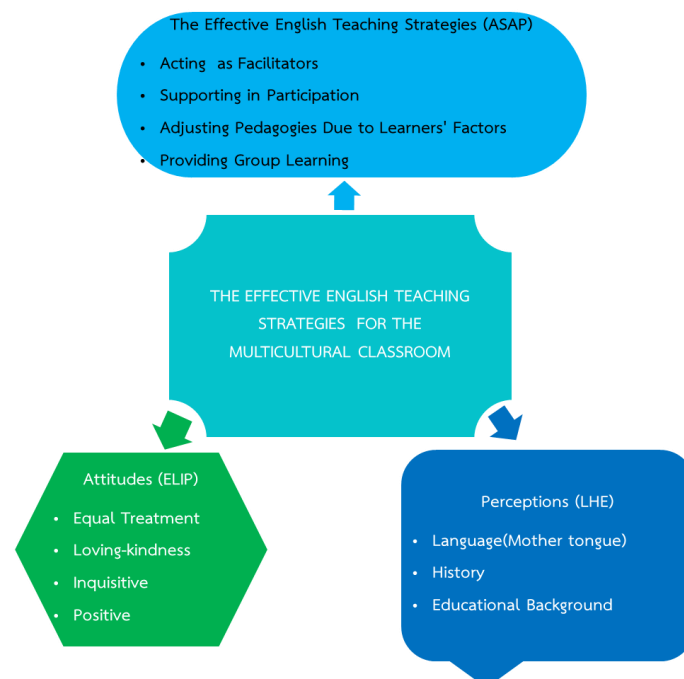 The Effective English Teaching Strategies (ASAP)
• Acting as Facilitators
• Supporting in Participation
• Adjusting Pedagogies Due to Learners' Factors
• Providing Group Learning
THE EFFECTIVE ENGLISH TEACHING
STRATEGIES FOR THE
MULTICULTURAL CLASSROOM
Attitudes (ELIP)
• Equal Treatment
• Loving-kindness
• Inquisitive
• Positive
Perceptions (LHE)
• Language(Mother tongue)
• History
• Educational Background